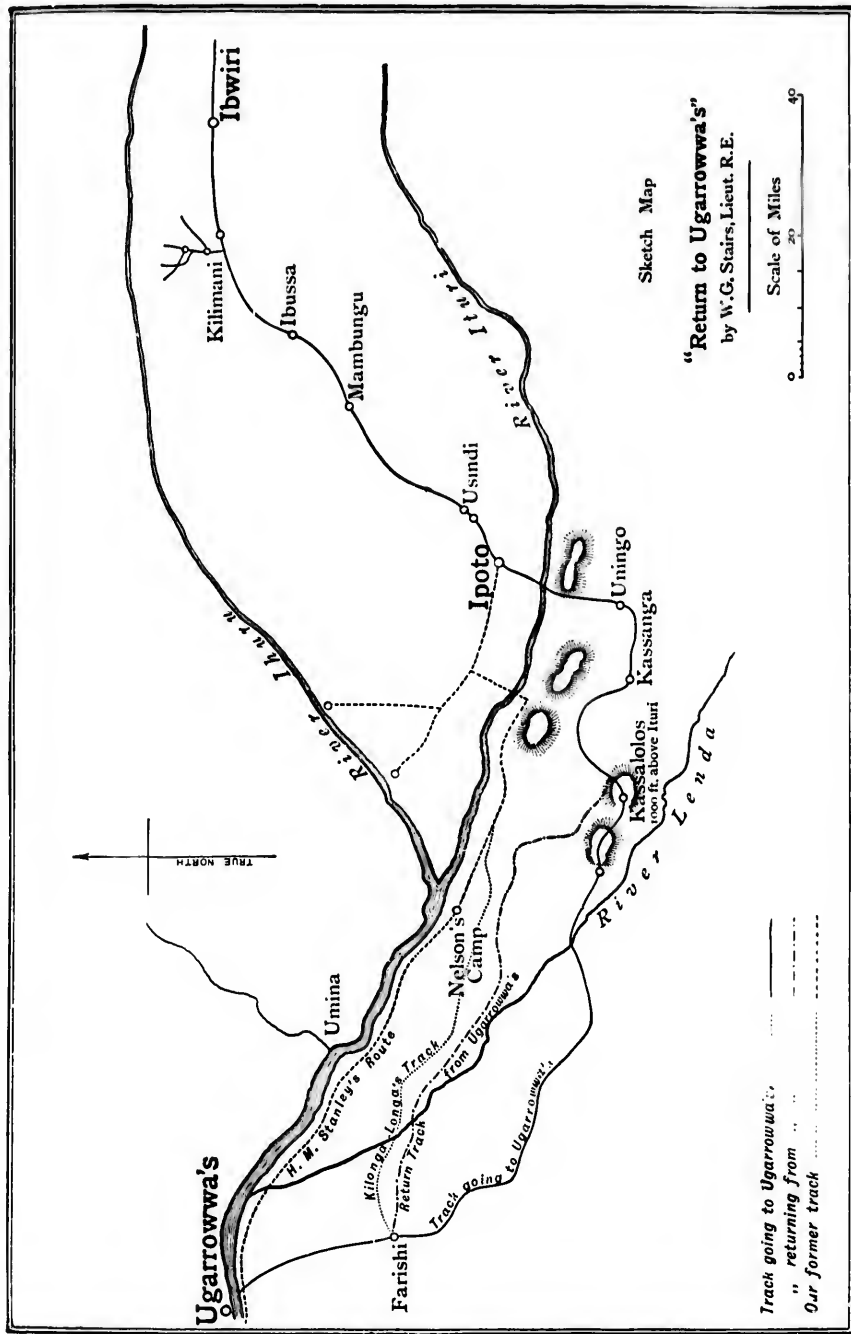 Sketch Map
"Return to Ugarrowwa's"
by W.G. Stairs, Lieut. R.E.
Scale of Miles
0 20 40
TRUE NORTH
Ugarrowwa's
Umina
H. M. Stanley's Route
Kilonga Longa's Track
Return Track from Ugarrowwa's
Track going to Ugarrowwa's
Farishi
Nelson's
Camp
River Ihuru
River Ituri
River Lenda
Kilimani
Ibwiri
Ibussa
Mambungu
Usindi
Ipoto
Uningo
Kassanga
Kassalolos
1000 ft. above Ituri
Track going to Ugarrowwa's
" returning from " "
Our former track